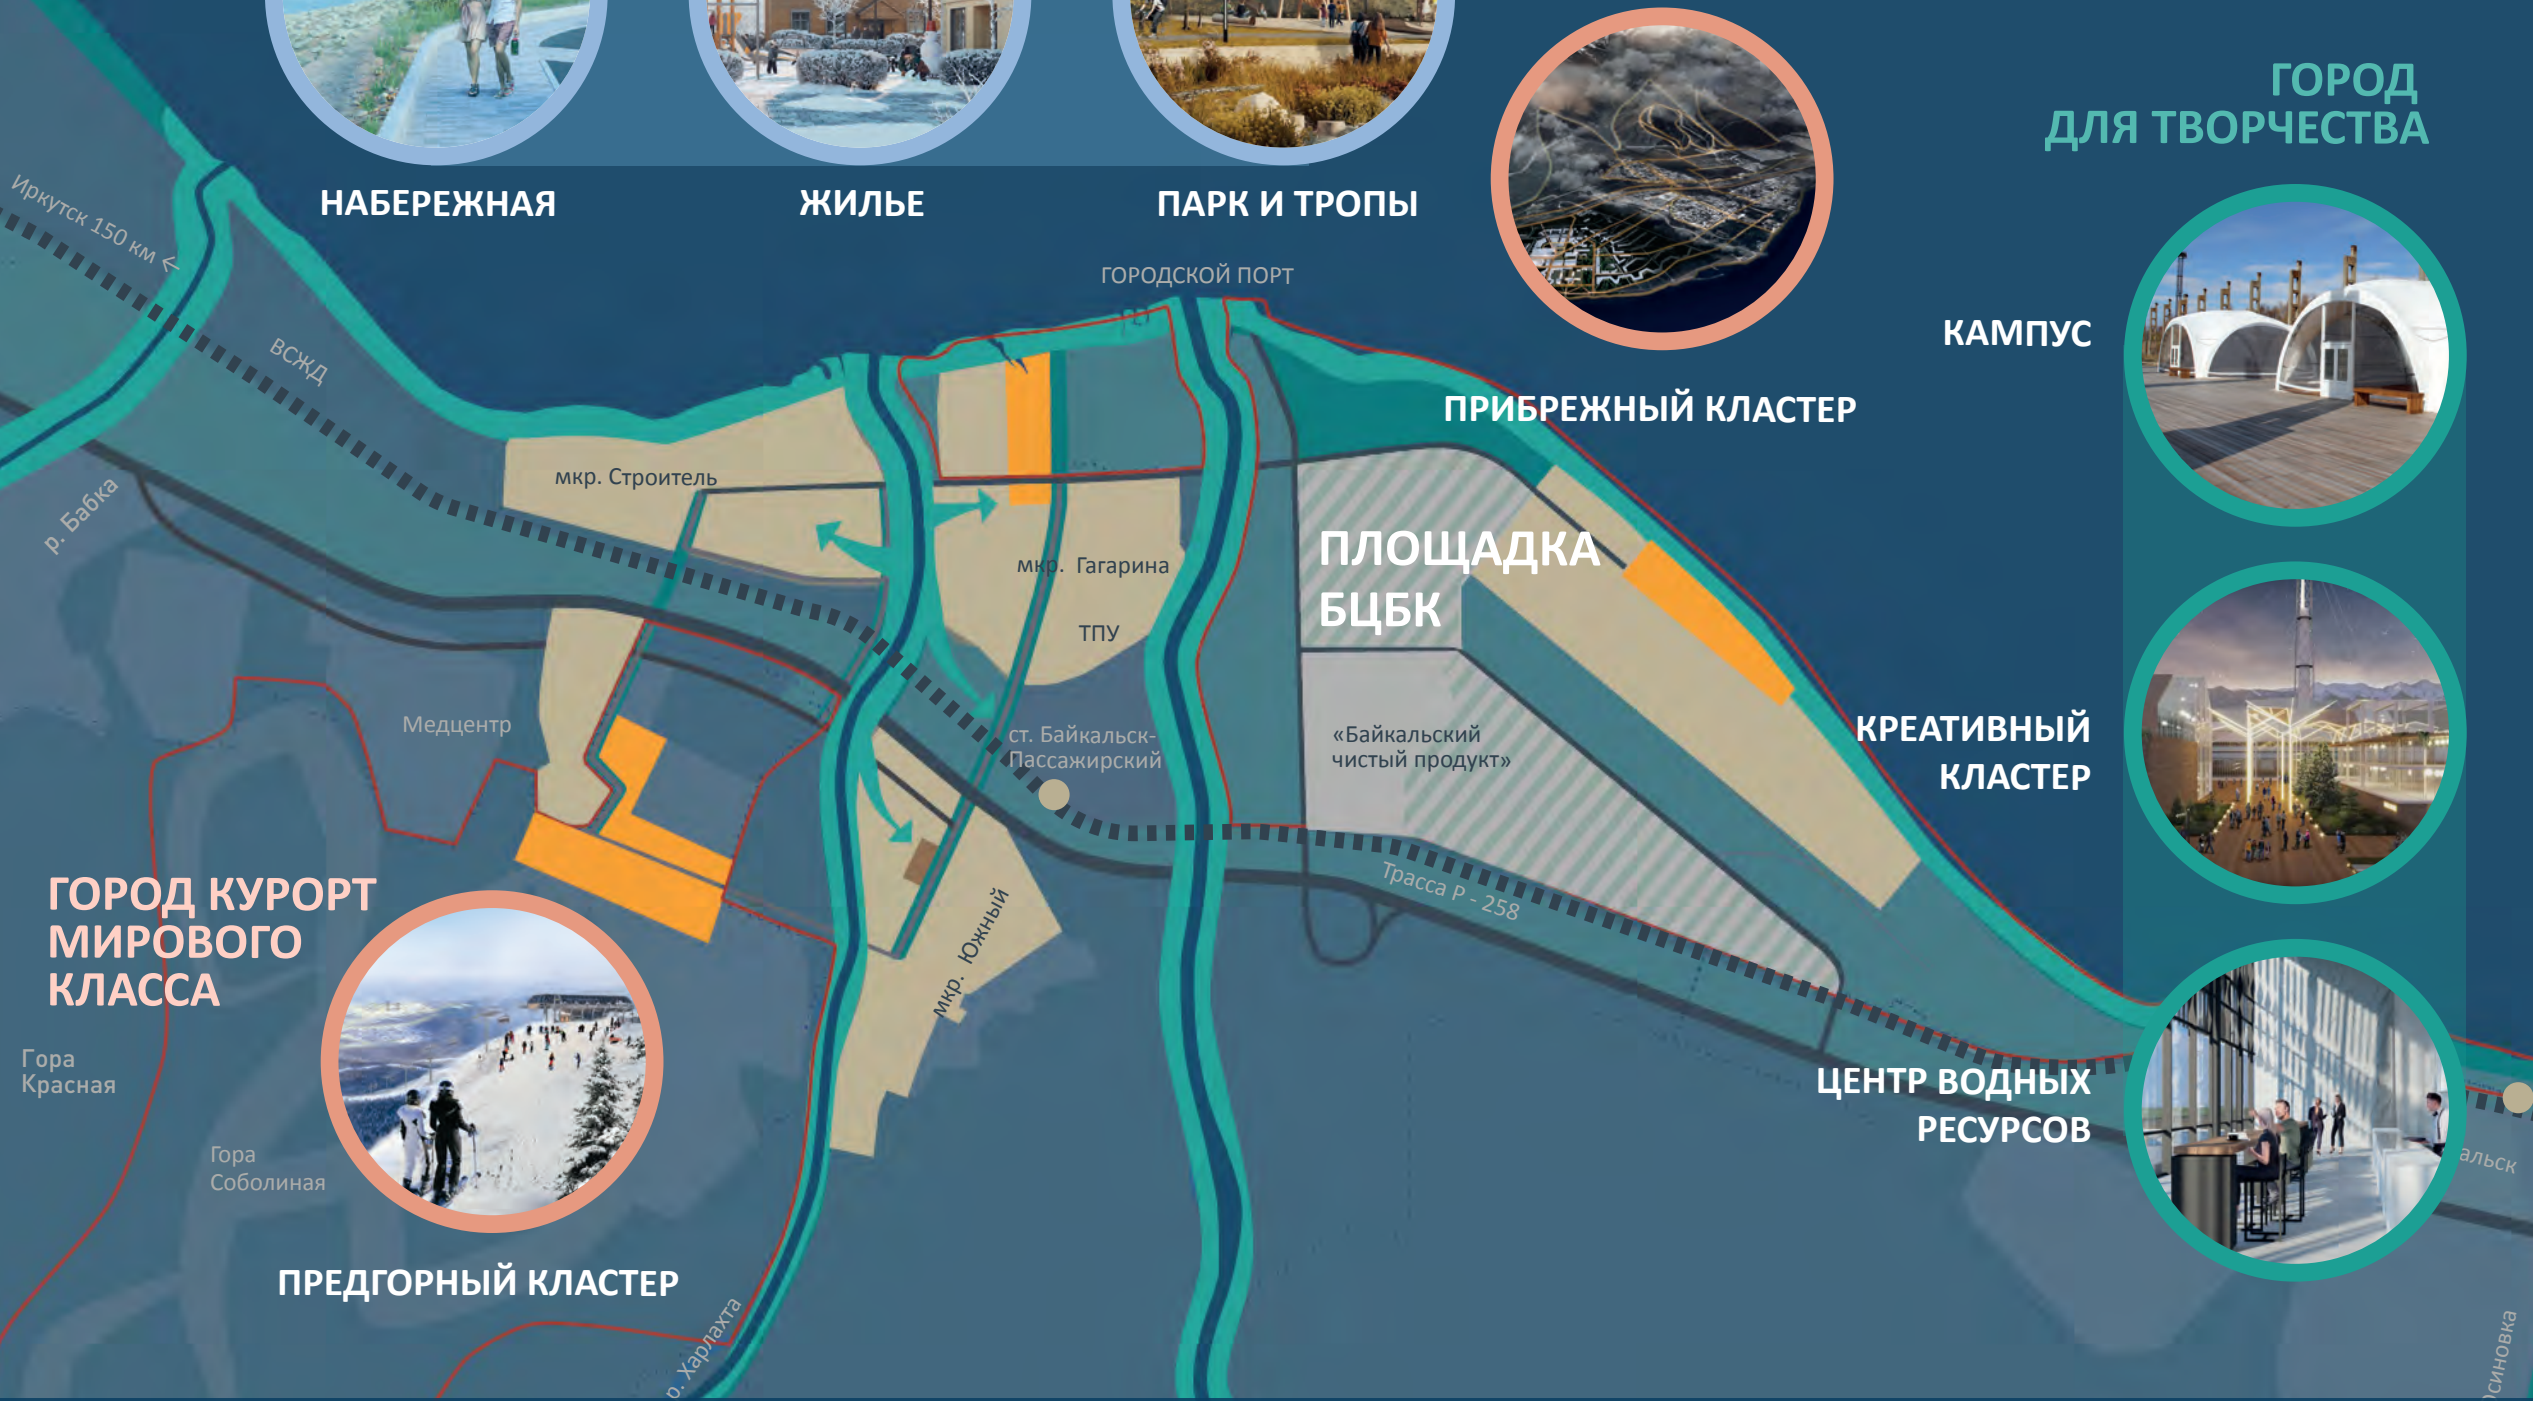 ГОРОД
ДЛЯ ТВОРЧЕСТВА
НАБЕРЕЖНАЯ
ЖИЛЬЕ
ПАРК И ТРОПЫ
Иркутск 150 км ←
ГОРОДСКОЙ ПОРТ
КАМПУС
ВСЖД
ПРИБРЕЖНЫЙ КЛАСТЕР
мкр. Строитель
р. Бабка
ПЛОЩАДКА
БЦБК
мкр. Гагарина
ТПУ
Медцентр
ст. Байкальск-
Пассажирский
«Байкальский
чистый продукт»
КРЕАТИВНЫЙ
КЛАСТЕР
Трасса Р - 258
ГОРОД КУРОРТ
МИРОВОГО
КЛАССА
мкр. Южный
Гора
Красная
ЦЕНТР ВОДНЫХ
РЕСУРСОВ
Гора
Соболиная
ПРЕДГОРНЫЙ КЛАСТЕР
р. Харлахта